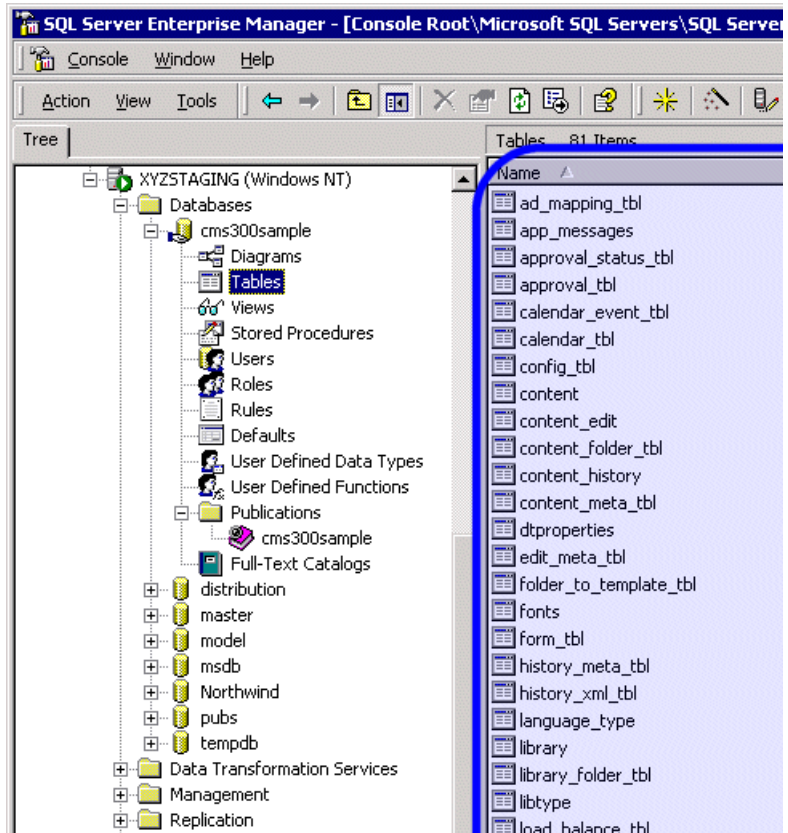 SQL Server Enterprise Manager - [Console Root\Microsoft SQL Servers\SQL Server
Console Window Help
Action View Tools
Tree
Tables 81 Items
XYZSTAGING (Windows NT)
Databases
cms300sample
Diagrams
Tables
Views
Stored Procedures
Users
Roles
Rules
Defaults
User Defined Data Types
User Defined Functions
Publications
cms300sample
Full-Text Catalogs
distribution
master
model
msdb
Northwind
pubs
tempdb
Data Transformation Services
Management
Replication
Name
ad_mapping_tbl
app_messages
approval_status_tbl
approval_tbl
calendar_event_tbl
calendar_tbl
config_tbl
content
content_edit
content_folder_tbl
content_history
content_meta_tbl
dtproperties
edit_meta_tbl
folder_to_template_tbl
fonts
form_tbl
history_meta_tbl
history_xml_tbl
language_type
library
library_folder_tbl
libtype
load_balance_tbl